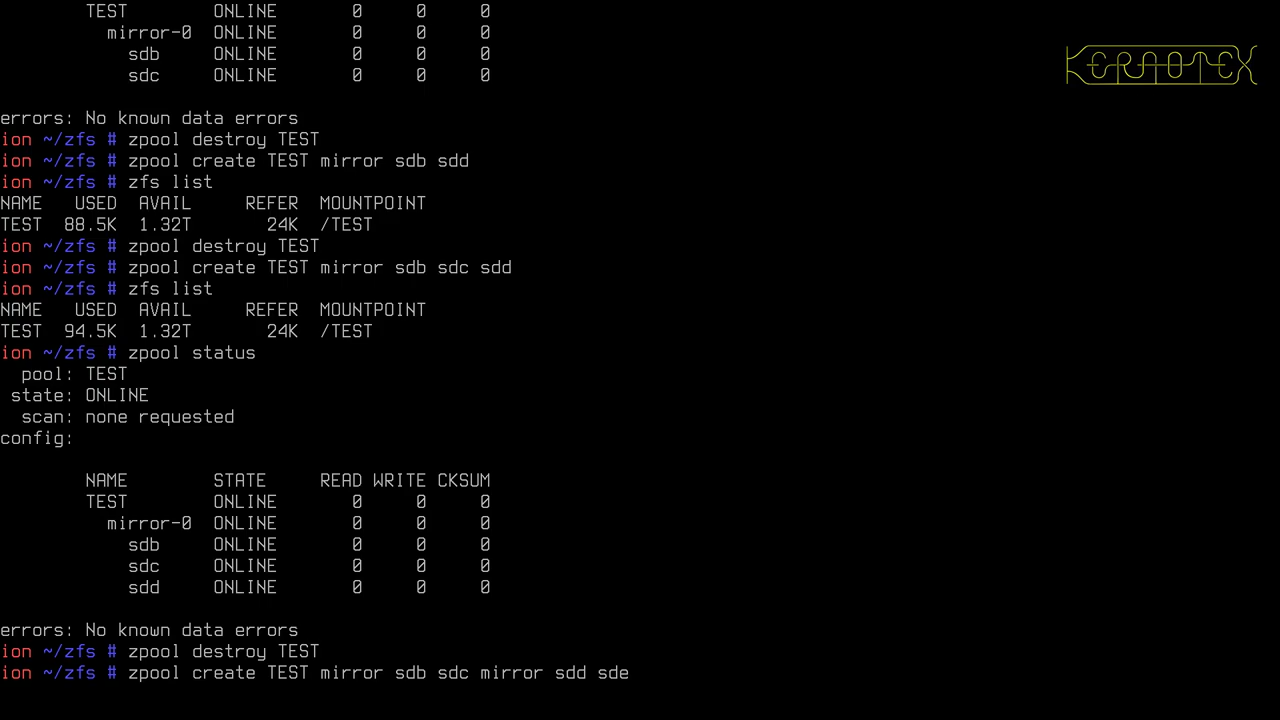 TEST ONLINE 0 0 0
mirror-0 ONLINE 0 0 0
sdb ONLINE 0 0 0
sdc ONLINE 0 0 0
KERAOTEX
errors: No known data errors
ion ~/zfs # zpool destroy TEST
ion ~/zfs # zpool create TEST mirror sdb sdd
ion ~/zfs # zfs list
NAME USED AVAIL REFER MOUNTPOINT
TEST 88.5K 1.32T 24K /TEST
ion ~/zfs # zpool destroy TEST
ion ~/zfs # zpool create TEST mirror sdb sdc sdd
ion ~/zfs # zfs list
NAME USED AVAIL REFER MOUNTPOINT
TEST 94.5K 1.32T 24K /TEST
ion ~/zfs # zpool status
pool: TEST
state: ONLINE
scan: none requested
config:
NAME STATE READ WRITE CKSUM
TEST ONLINE 0 0 0
mirror-0 ONLINE 0 0 0
sdb ONLINE 0 0 0
sdc ONLINE 0 0 0
sdd ONLINE 0 0 0
errors: No known data errors
ion ~/zfs # zpool destroy TEST
ion ~/zfs # zpool create TEST mirror sdb sdc mirror sdd sde